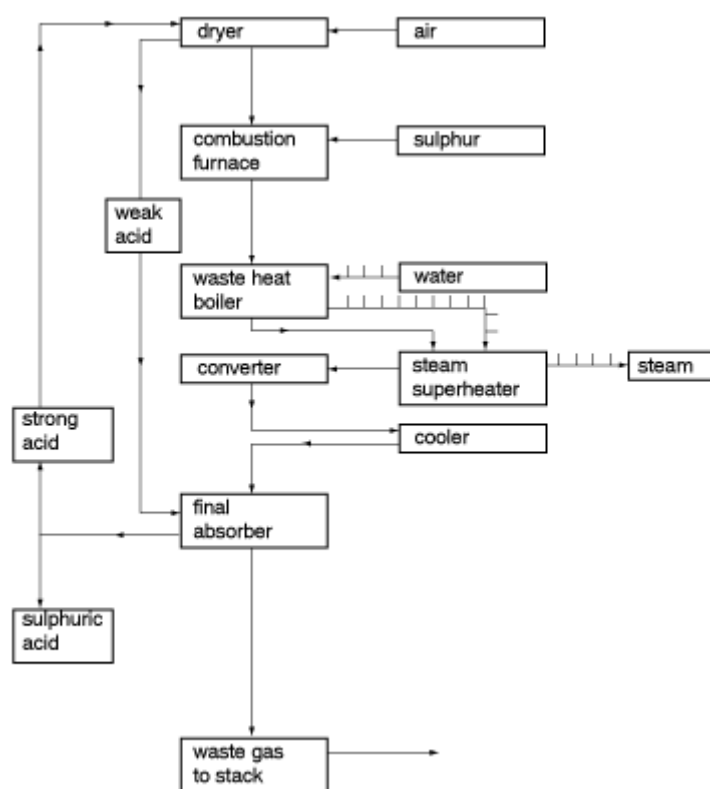 dryer
air
combustion
furnace
sulphur
weak
acid
waste heat
boiler
water
converter
steam
superheater
steam
strong
acid
cooler
final
absorber
sulphuric
acid
waste gas
to stack